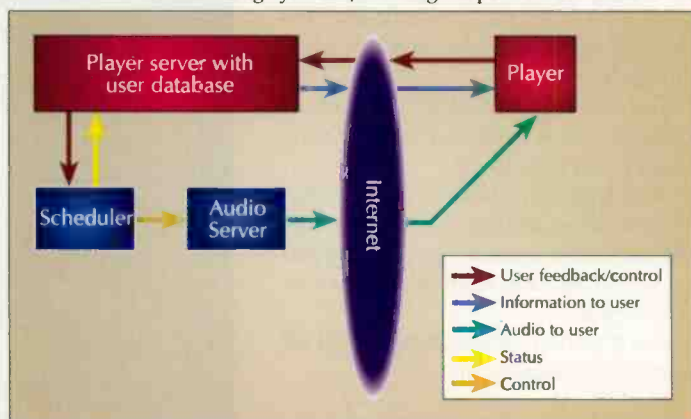 Player server with
user database
Player
Internet
Scheduler
Audio
Server
User feedback/control
Information to user
Audio to user
Status
Control